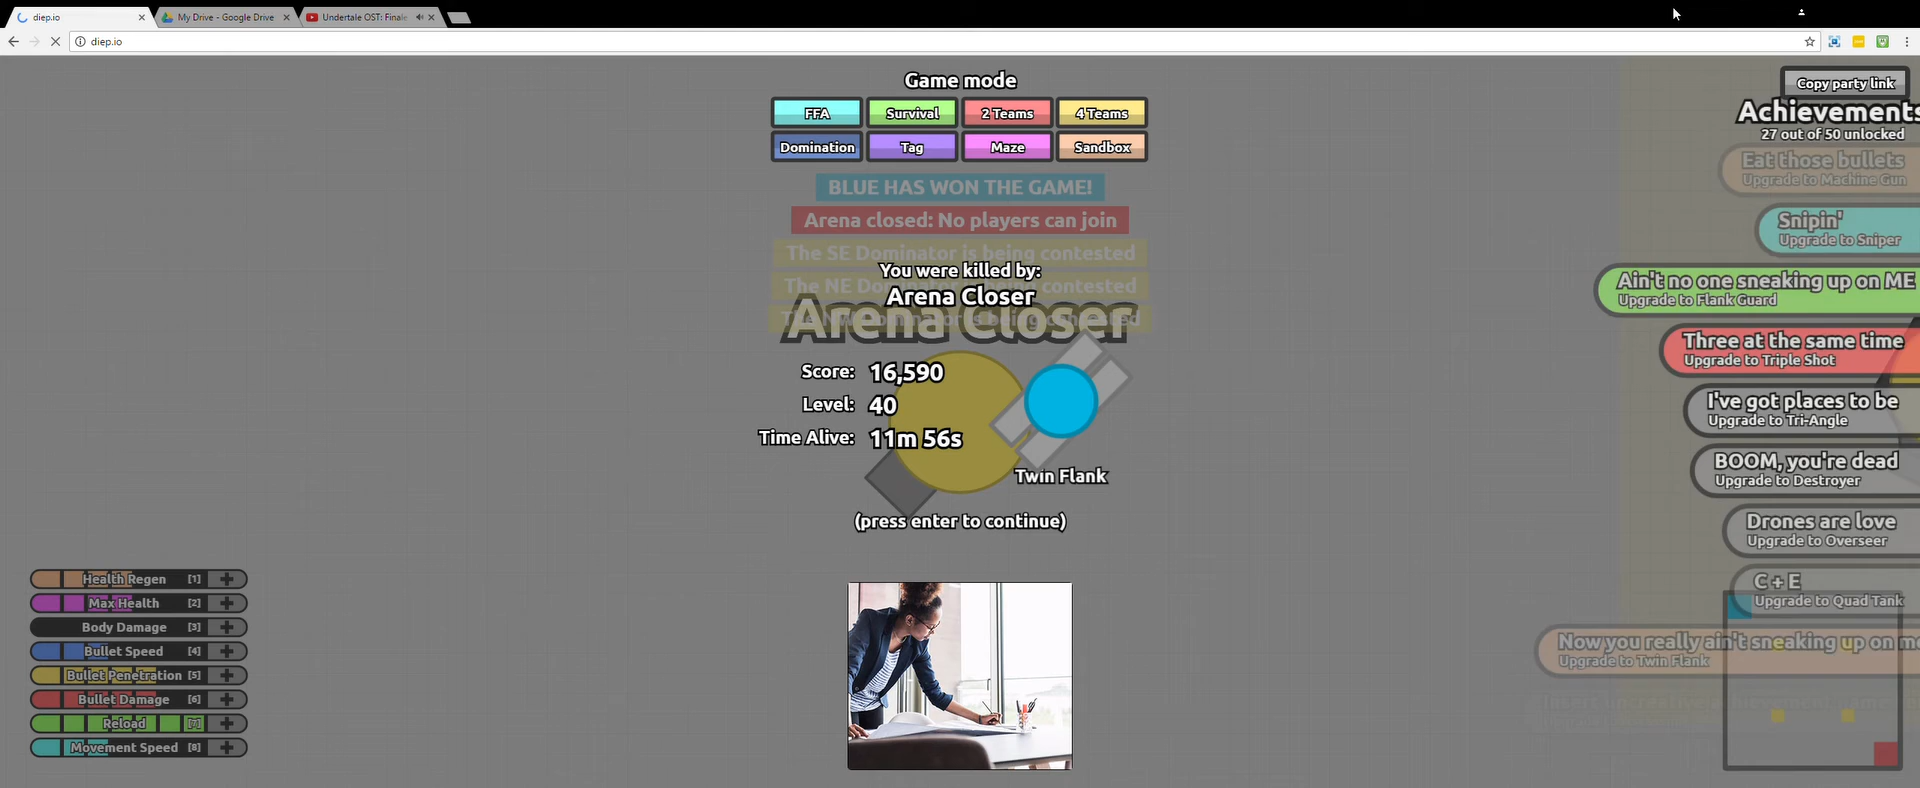 diep.io
My Drive - Google Drive
Undertale OST: Finale
diep.io
Game mode
FFA
Survival
2 Teams
4 Teams
Domination
Tag
Maze
Sandbox
BLUE HAS WON THE GAME!
Arena closed: No players can join
The SE Dominator is being contested
You were killed by:
The NE Dominator is being contested
Arena Closer
Arena Closer
Score: 16,590
Level: 40
Time Alive: 11m 56s
Twin Flank
(press enter to continue)
Health Regen [1]
Max Health [2]
Body Damage [3]
Bullet Speed [4]
Bullet Penetration [5]
Bullet Damage [6]
Reload [7]
Movement Speed [8]
Copy party link
Achievements
27 out of 50 unlocked
Eat those bullets
Upgrade to Machine Gun
Snipin'
Upgrade to Sniper
Ain't no one sneaking up on ME
Upgrade to Flank Guard
Three at the same time
Upgrade to Triple Shot
I've got places to be
Upgrade to Tri-Angle
BOOM, you're dead
Upgrade to Destroyer
Drones are love
Upgrade to Overseer
C + E
Upgrade to Quad Tank
Now you really ain't sneaking up on me
Upgrade to Twin Flank